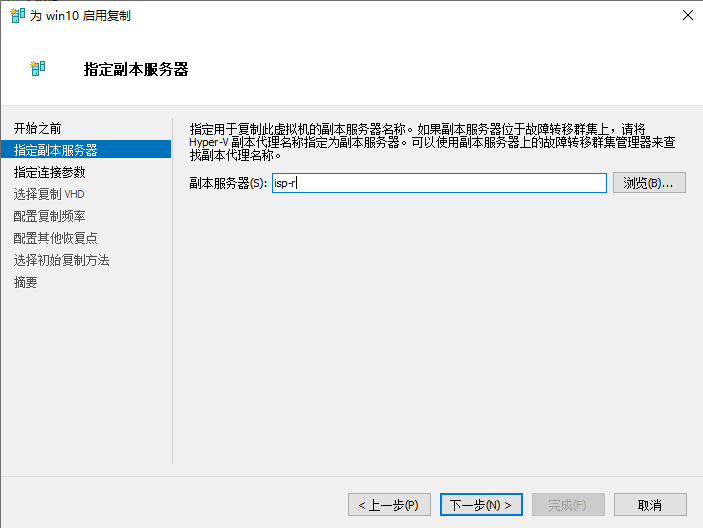 为 win10 启用复制
指定副本服务器
开始之前
指定副本服务器
指定连接参数
选择复制 VHD
配置复制频率
配置其他恢复点
选择初始复制方法
摘要
指定用于复制此虚拟机的副本服务器名称。如果副本服务器位于故障转移群集上，请将
Hyper-V 副本代理名称指定为副本服务器。可以使用副本服务器上的故障转移群集管理器来查
找副本代理名称。
副本服务器(S): isp-r 浏览(B)...
< 上一步(P) 下一步(N) > 完成(F) 取消